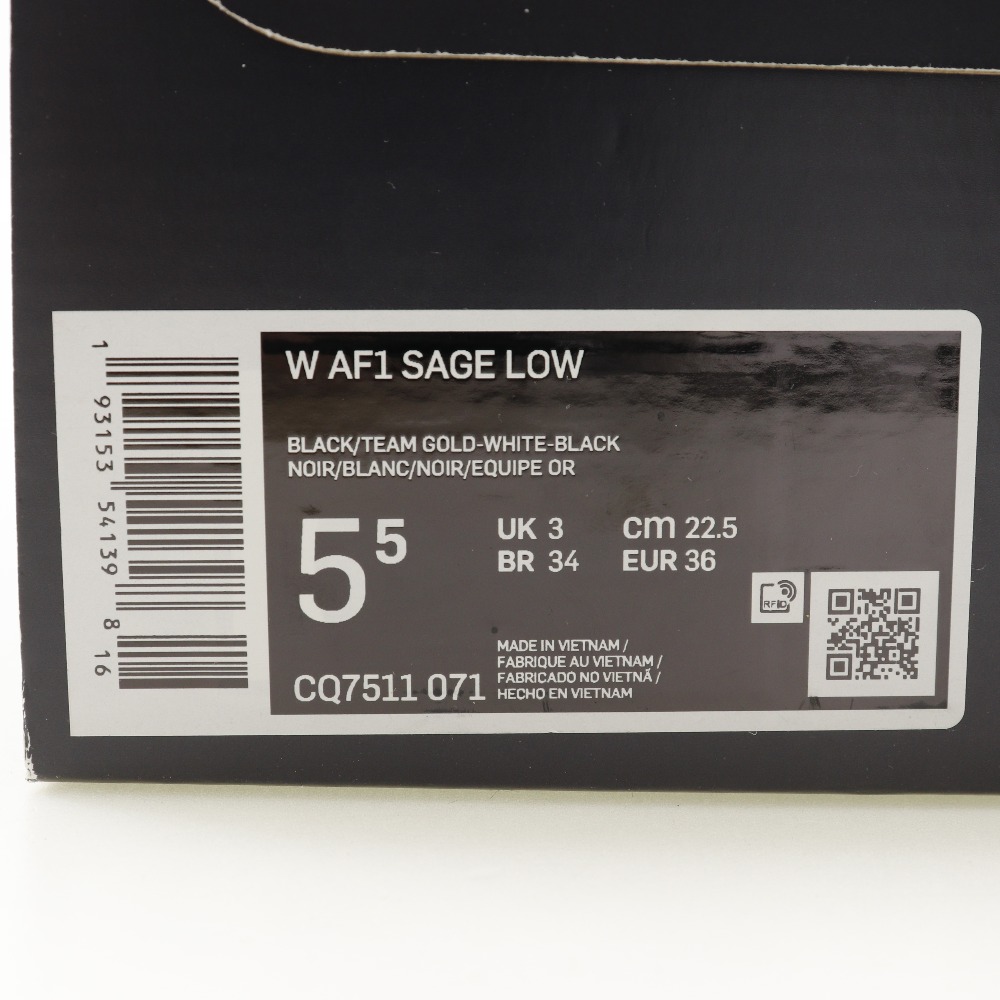 W AF1 SAGE LOW
BLACK/TEAM GOLD-WHITE-BLACK
NOIR/BLANC/NOIR/EQUIPE OR
5 5
UK 3 cm 22.5
BR 34 EUR 36
RFID
MADE IN VIETNAM /
FABRIQUE AU VIETNAM /
FABRICADO NO VIETNÃ /
HECHO EN VIETNAM
CQ7511 071
1 93153 54139 8 16